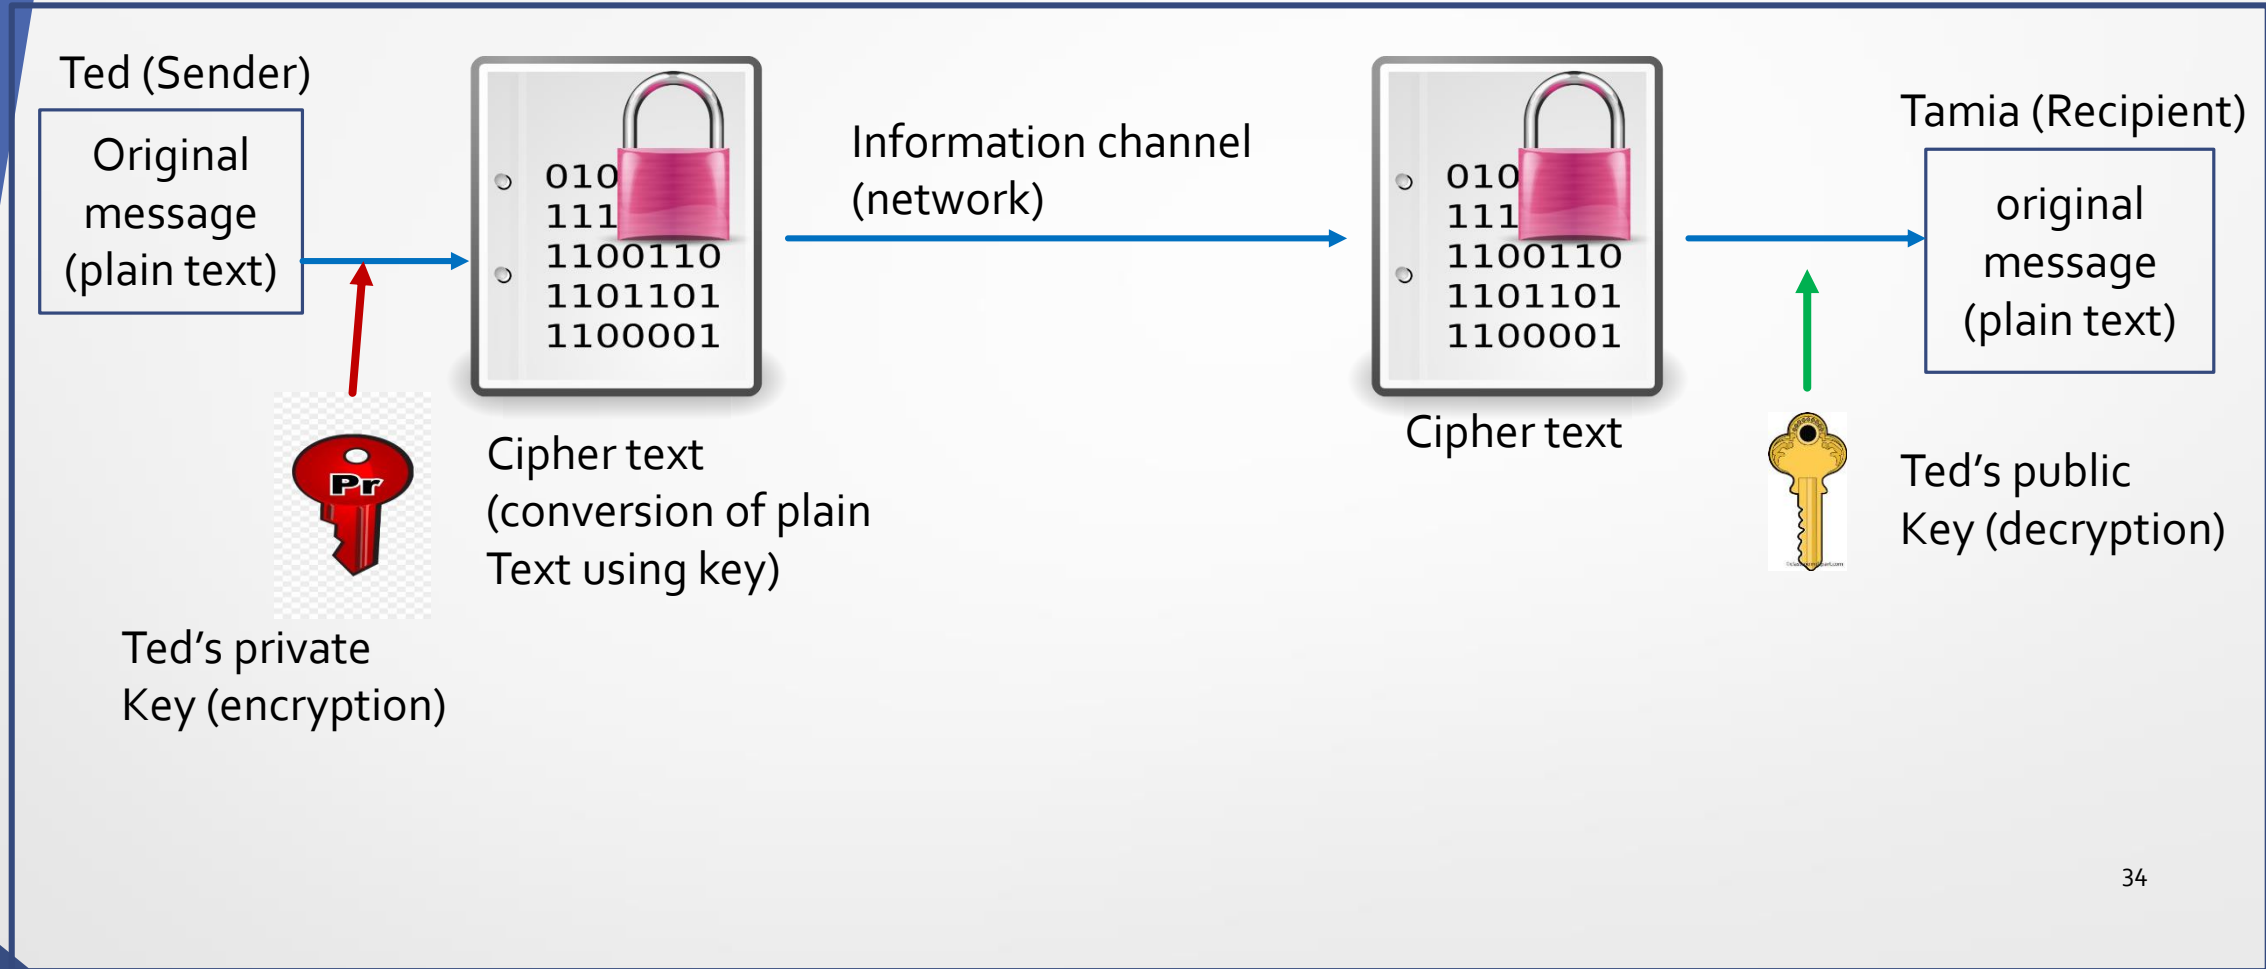 Ted (Sender)
Original
message
(plain text)
010
111
1100110
1101101
1100001
Information channel
(network)
010
111
1100110
1101101
1100001
Tamia (Recipient)
original
message
(plain text)
Pr
Ted’s private
Key (encryption)
Cipher text
(conversion of plain
Text using key)
Cipher text
Ted’s public
Key (decryption)
34